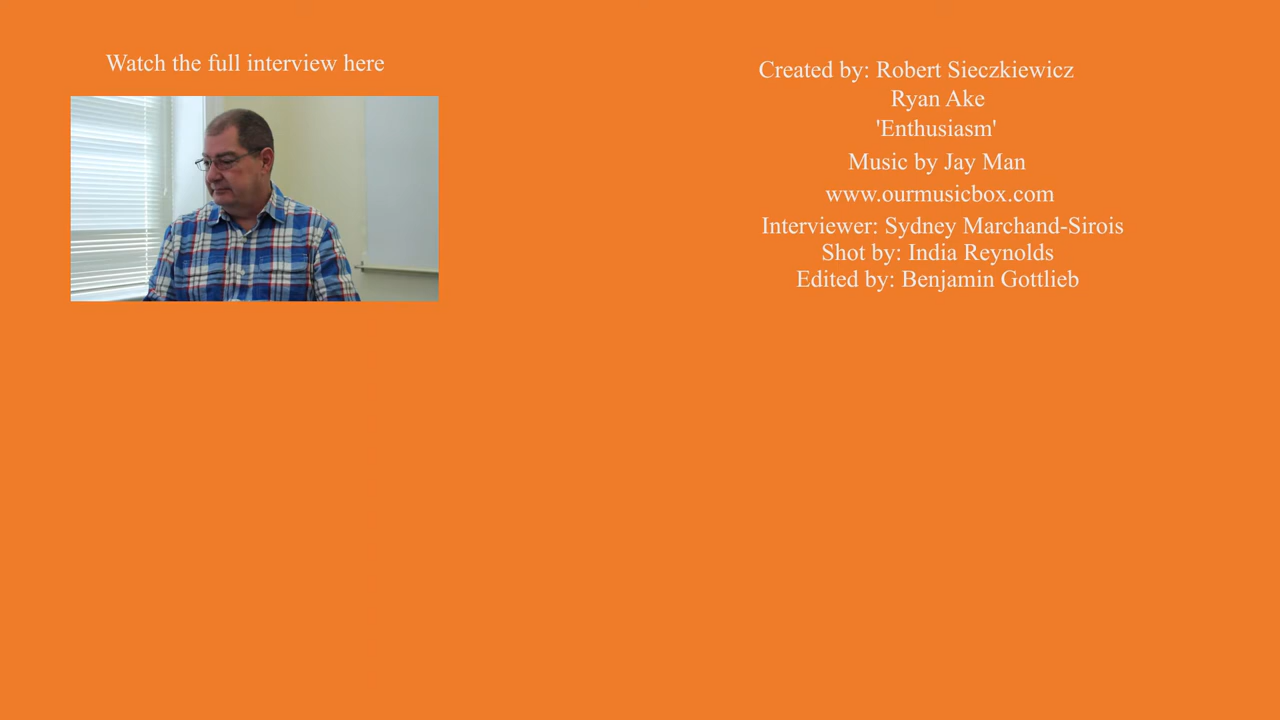 Watch the full interview here
Created by: Robert Sieczkiewicz
Ryan Ake
'Enthusiasm'
Music by Jay Man
www.ourmusicbox.com
Interviewer: Sydney Marchand-Sirois
Shot by: India Reynolds
Edited by: Benjamin Gottlieb